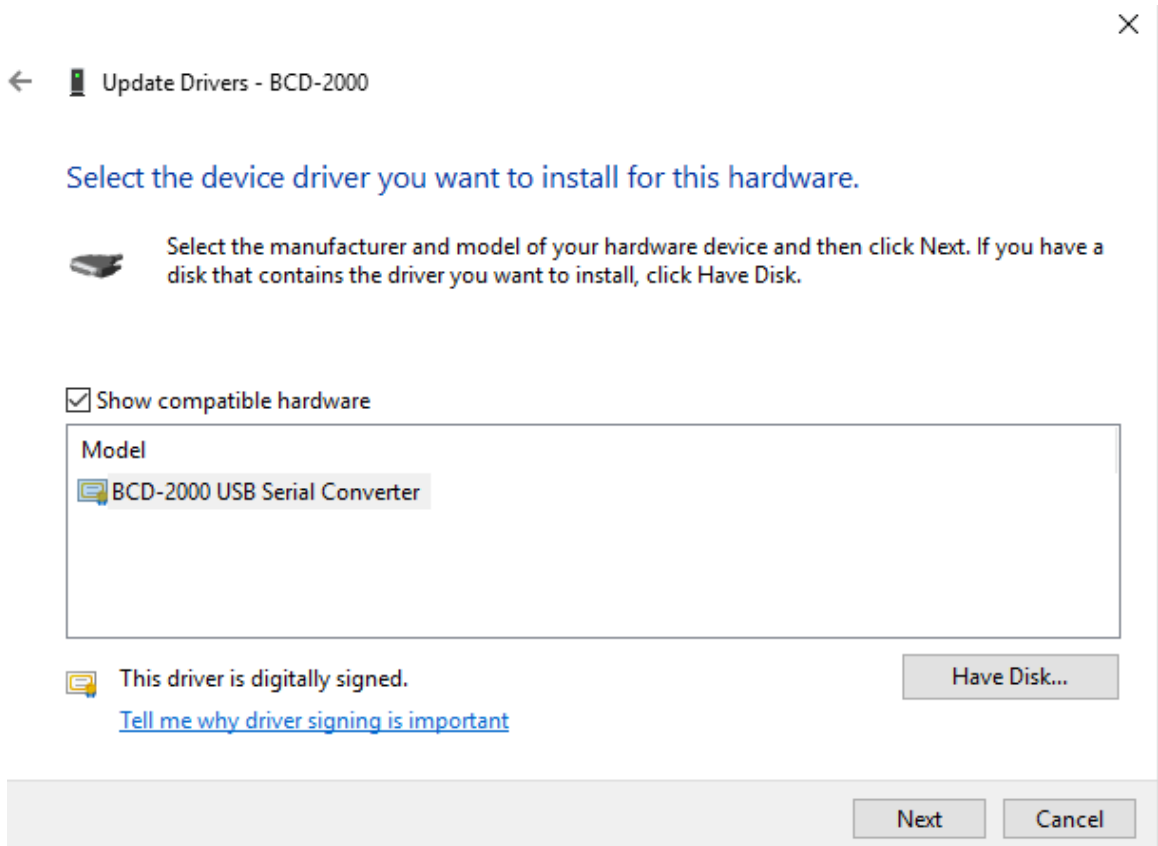 Update Drivers - BCD-2000
Select the device driver you want to install for this hardware.
Select the manufacturer and model of your hardware device and then click Next. If you have a
disk that contains the driver you want to install, click Have Disk.
Show compatible hardware
Model
BCD-2000 USB Serial Converter
This driver is digitally signed.
Have Disk...
Tell me why driver signing is important
Next
Cancel